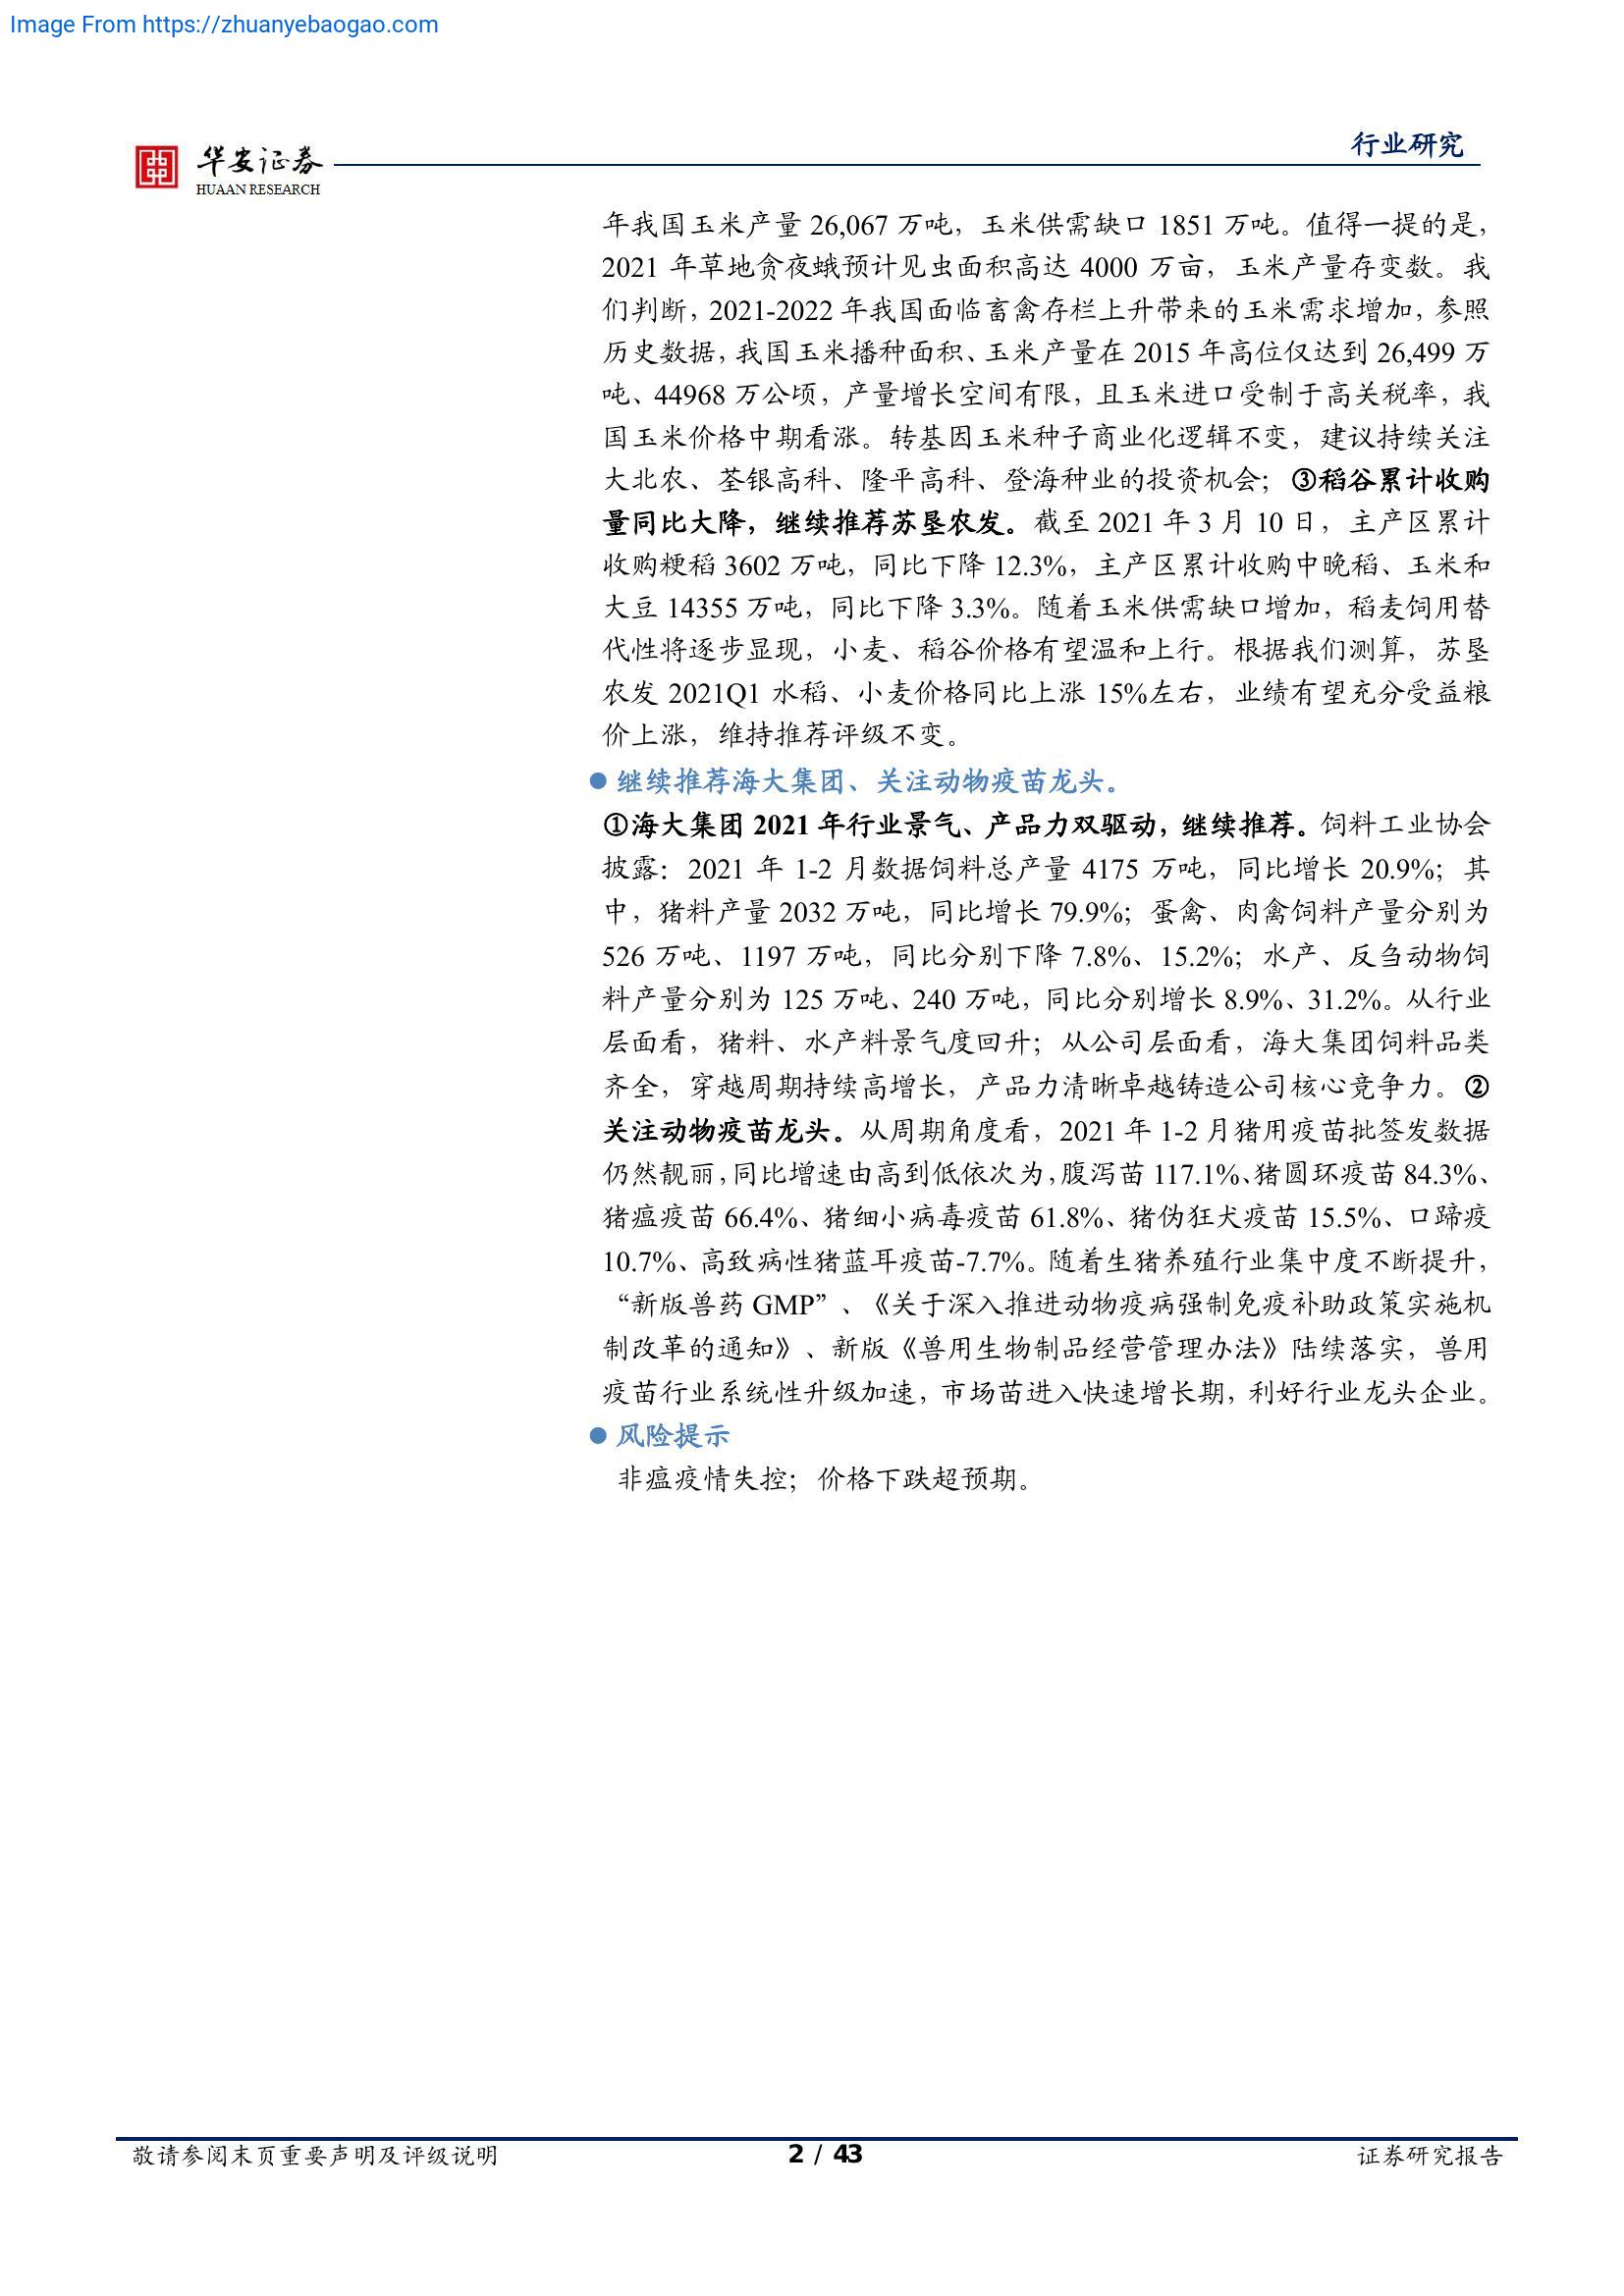 Image From https://zhuanyebaogao.com
华安证券
HUAAN RESEARCH
行业研究
年我国玉米产量 26,067 万吨，玉米供需缺口 1851 万吨。值得一提的是，
2021 年草地贪夜蛾预计见虫面积高达 4000 万亩，玉米产量存变数。我
们判断，2021-2022 年我国面临畜禽存栏上升带来的玉米需求增加，参照
历史数据，我国玉米播种面积、玉米产量在 2015 年高位仅达到 26,499 万
吨、44968 万公顷，产量增长空间有限，且玉米进口受制于高关税率，我
国玉米价格中期看涨。转基因玉米种子商业化逻辑不变，建议持续关注
大北农、荃银高科、隆平高科、登海种业的投资机会；③稻谷累计收购
量同比大降，继续推荐苏垦农发。截至 2021 年 3 月 10 日，主产区累计
收购粳稻 3602 万吨，同比下降 12.3%，主产区累计收购中晚稻、玉米和
大豆 14355 万吨，同比下降 3.3%。随着玉米供需缺口增加，稻麦饲用替
代性将逐步显现，小麦、稻谷价格有望温和上行。根据我们测算，苏垦
农发 2021Q1 水稻、小麦价格同比上涨 15%左右，业绩有望充分受益粮
价上涨，维持推荐评级不变。
● 继续推荐海大集团、关注动物疫苗龙头。
①海大集团 2021 年行业景气、产品力双驱动，继续推荐。饲料工业协会
披露：2021 年 1-2 月数据饲料总产量 4175 万吨，同比增长 20.9%；其
中，猪料产量 2032 万吨，同比增长 79.9%；蛋禽、肉禽饲料产量分别为
526 万吨、1197 万吨，同比分别下降 7.8%、15.2%；水产、反刍动物饲
料产量分别为 125 万吨、240 万吨，同比分别增长 8.9%、31.2%。从行业
层面看，猪料、水产料景气度回升；从公司层面看，海大集团饲料品类
齐全，穿越周期持续高增长，产品力清晰卓越铸造公司核心竞争力。②
关注动物疫苗龙头。从周期角度看，2021 年 1-2 月猪用疫苗批签发数据
仍然靓丽，同比增速由高到低依次为，腹泻苗 117.1%、猪圆环疫苗 84.3%、
猪瘟疫苗 66.4%、猪细小病毒疫苗 61.8%、猪伪狂犬疫苗 15.5%、口蹄疫
10.7%、高致病性猪蓝耳疫苗-7.7%。随着生猪养殖行业集中度不断提升，
“新版兽药 GMP”、《关于深入推进动物疫病强制免疫补助政策实施机
制改革的通知》、新版《兽用生物制品经营管理办法》陆续落实，兽用
疫苗行业系统性升级加速，市场苗进入快速增长期，利好行业龙头企业。
● 风险提示
非瘟疫情失控；价格下跌超预期。
敬请参阅末页重要声明及评级说明
2 / 43
证券研究报告